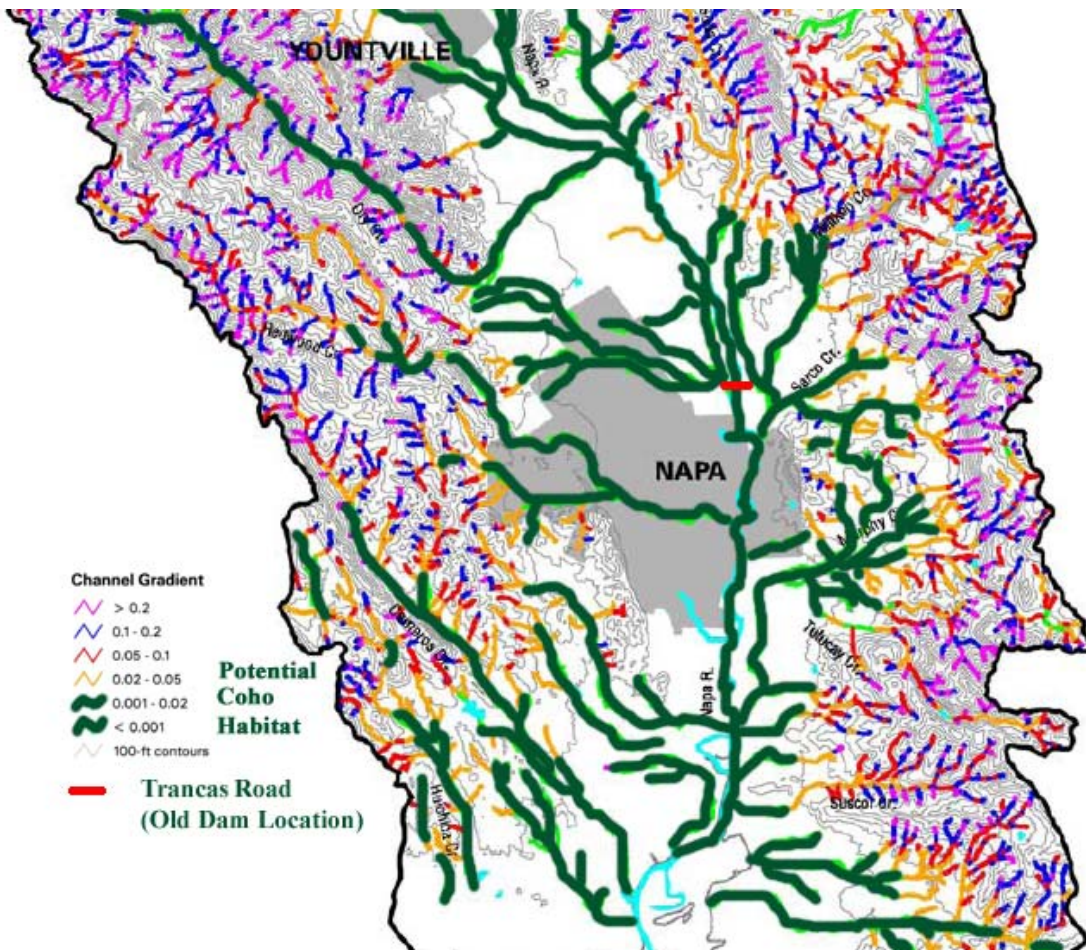 YOUNTVILLE
Napa R.
Dry Cr.
Redwood Cr.
Sarco Cr.
NAPA
Murphy Cr.
Carneros Cr.
Tulucay Cr.
Napa R.
Suscol Cr.
Huichica Cr.
Channel Gradient
> 0.2
0.1 - 0.2
0.05 - 0.1
0.02 - 0.05
0.001 - 0.02
< 0.001
100-ft contours
Potential
Coho
Habitat
Trancas Road
(Old Dam Location)